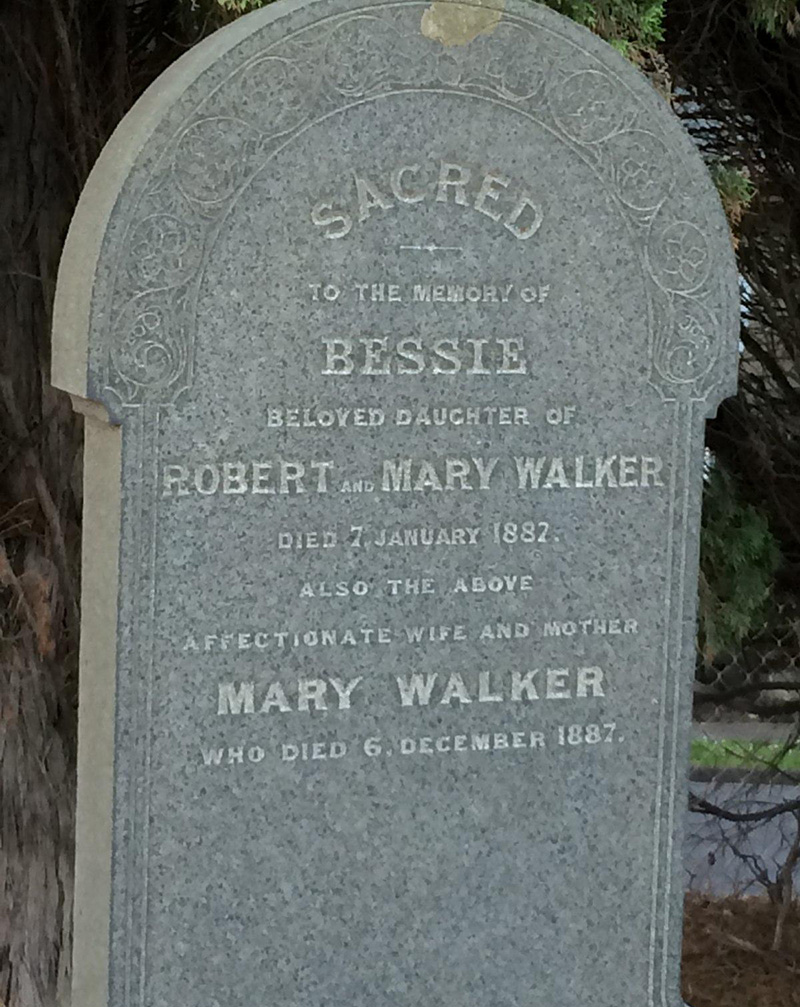 SACRED
TO THE MEMORY OF
BESSIE
BELOVED DAUGHTER OF
ROBERT AND MARY WALKER
DIED 7, JANUARY 1882.
ALSO THE ABOVE
AFFECTIONATE WIFE AND MOTHER
MARY WALKER
WHO DIED 6, DECEMBER 1887.